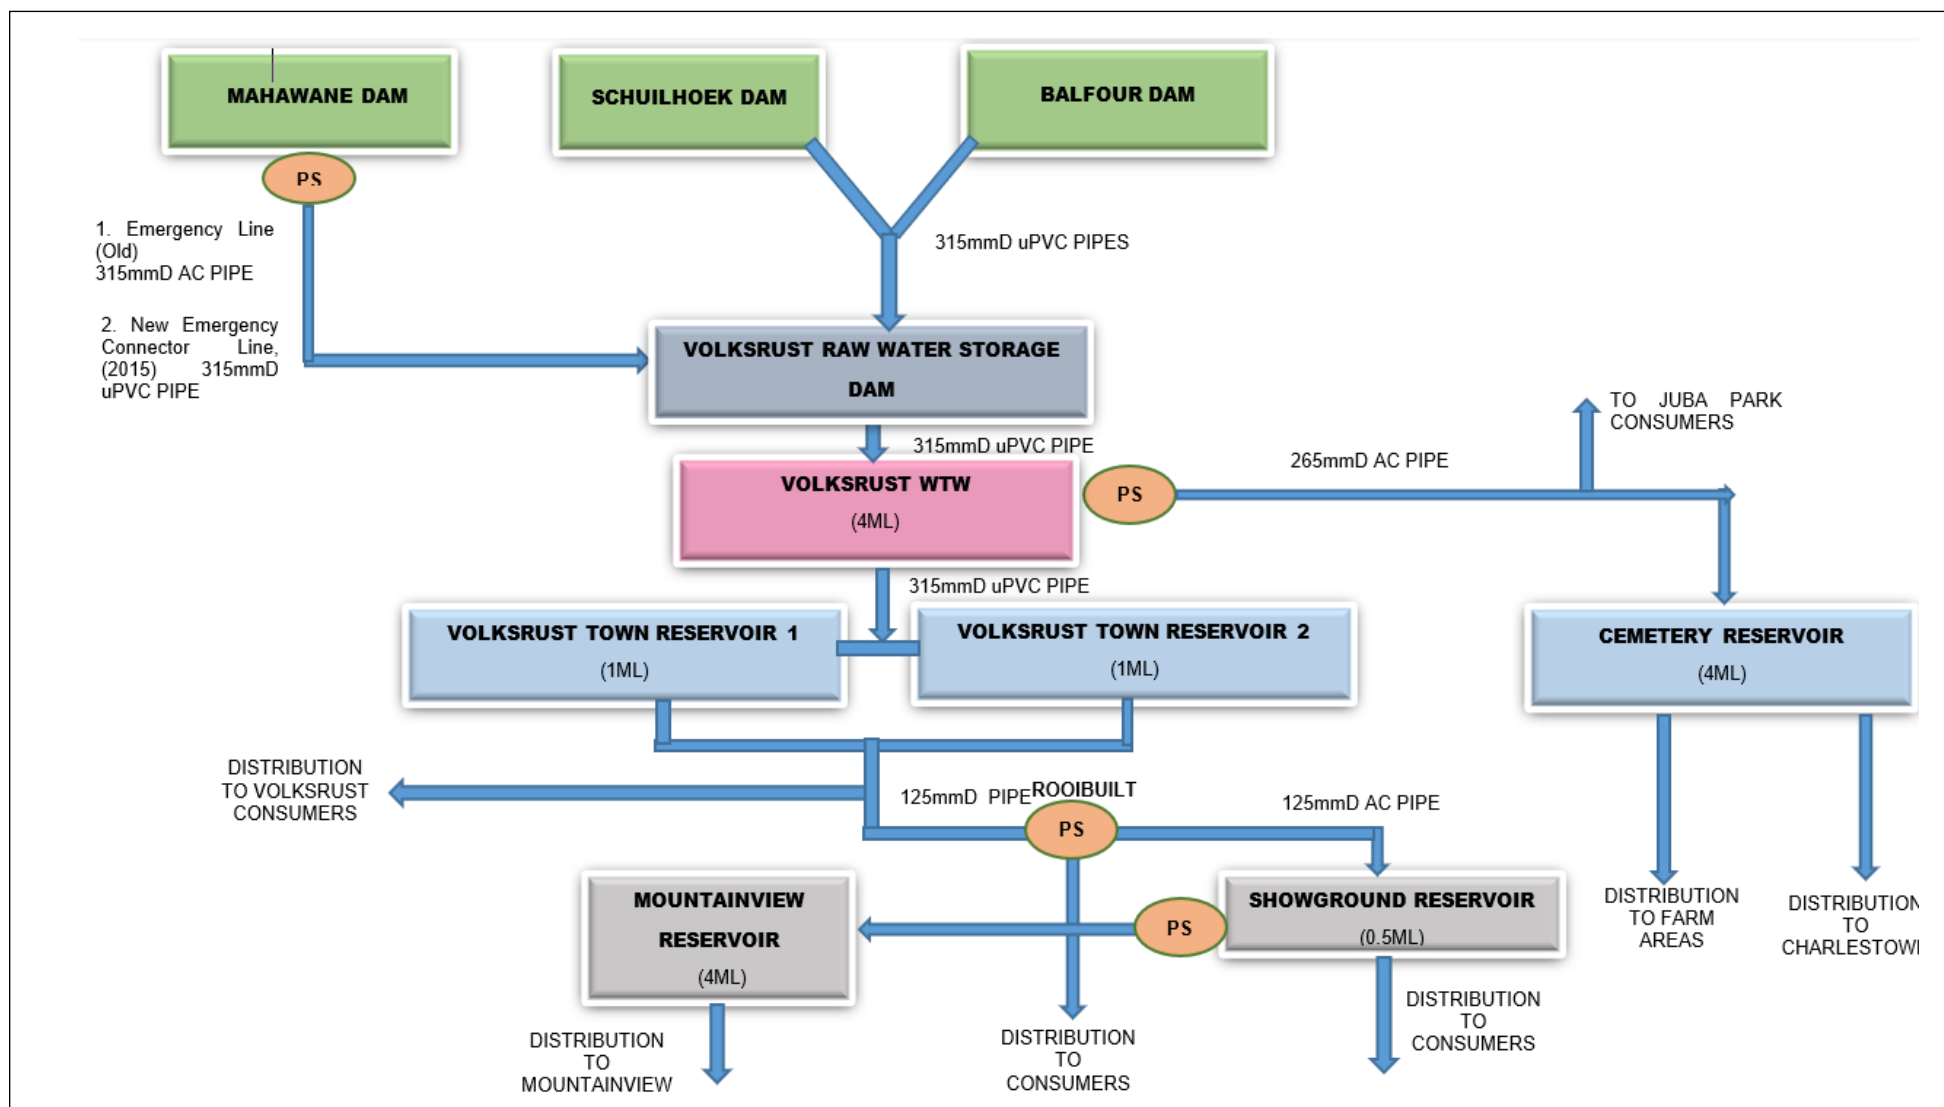 MAHAWANE DAM
SCHUILHOEK DAM
BALFOUR DAM
PS
1. Emergency Line
(Old)
315mmD AC PIPE
315mmD uPVC PIPES
2. New Emergency
Connector Line,
(2015) 315mmD
uPVC PIPE
VOLKSRUST RAW WATER STORAGE
DAM
315mmD uPVC PIPE
TO JUBA PARK
CONSUMERS
265mmD AC PIPE
VOLKSRUST WTW
(4ML)
PS
315mmD uPVC PIPE
VOLKSRUST TOWN RESERVOIR 1
(1ML)
VOLKSRUST TOWN RESERVOIR 2
(1ML)
CEMETERY RESERVOIR
(4ML)
DISTRIBUTION
TO VOLKSRUST
CONSUMERS
125mmD PIPE
ROOIBUILT
PS
125mmD AC PIPE
MOUNTAINVIEW
RESERVOIR
(4ML)
PS
SHOWGROUND RESERVOIR
(0.5ML)
DISTRIBUTION
TO FARM
AREAS
DISTRIBUTION
TO
CHARLESTOWN
DISTRIBUTION
TO
MOUNTAINVIEW
DISTRIBUTION
TO
CONSUMERS
DISTRIBUTION
TO
CONSUMERS